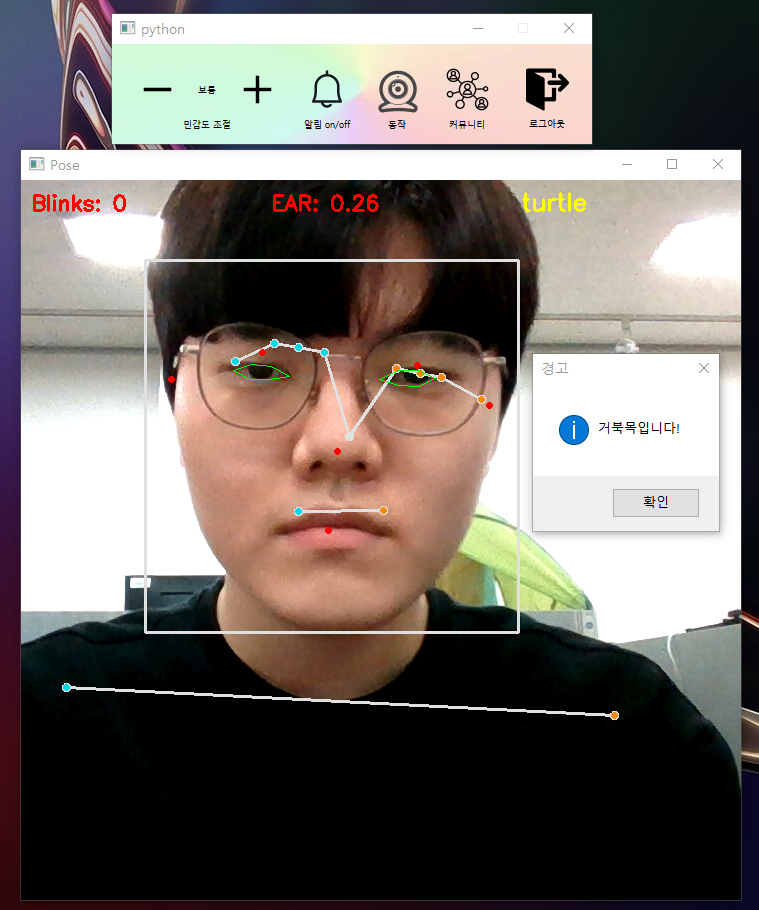 python
보통
민감도 조절
알림 on/off
동작
커뮤니티
로그아웃
Pose
Blinks: 0
EAR: 0.26
turtle
경고
거북목입니다!
확인